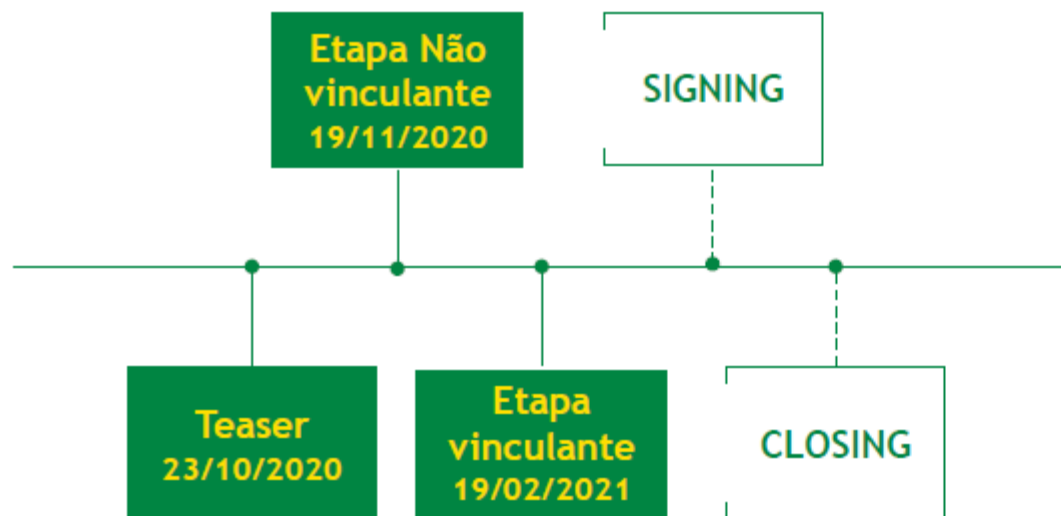 Etapa Não
vinculante
19/11/2020
SIGNING
Teaser
23/10/2020
Etapa
vinculante
19/02/2021
CLOSING